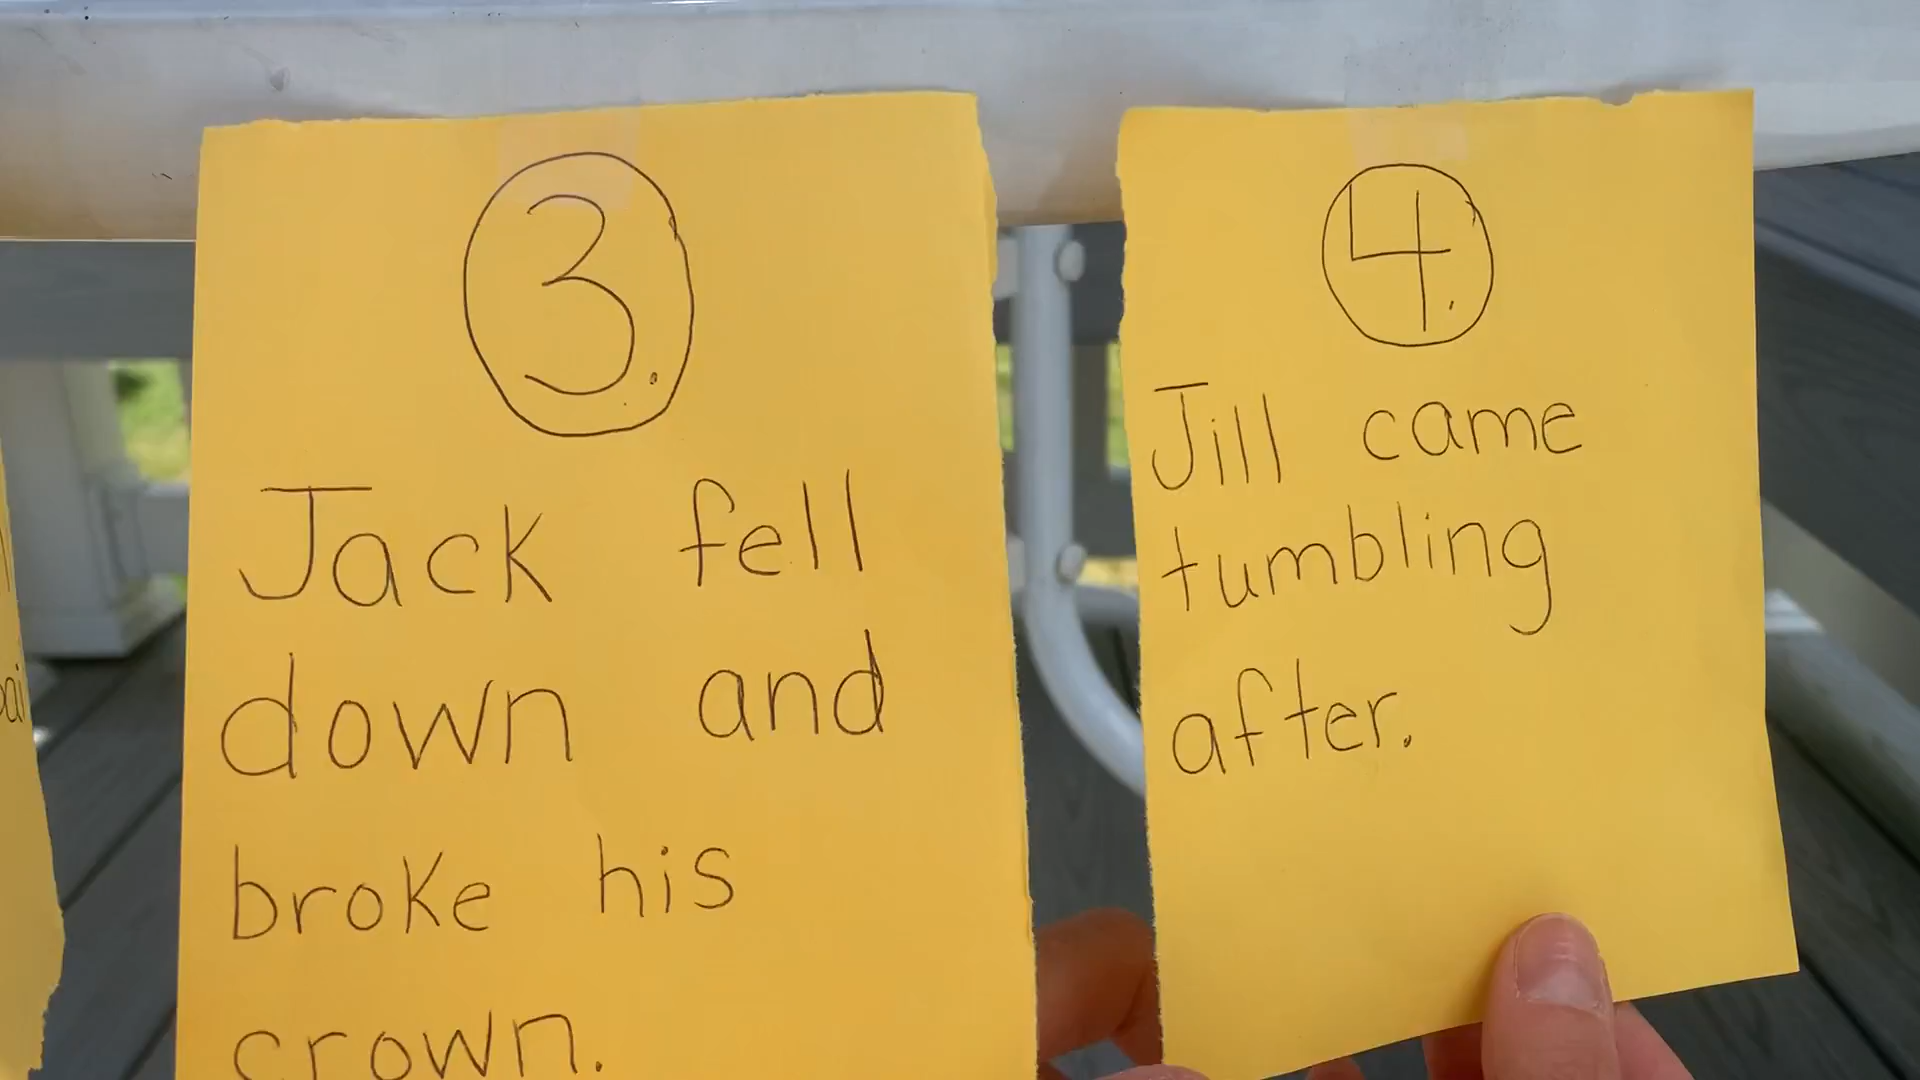 3.
Jack fell
down and
broke his
crown.
4.
Jill came
tumbling
after.